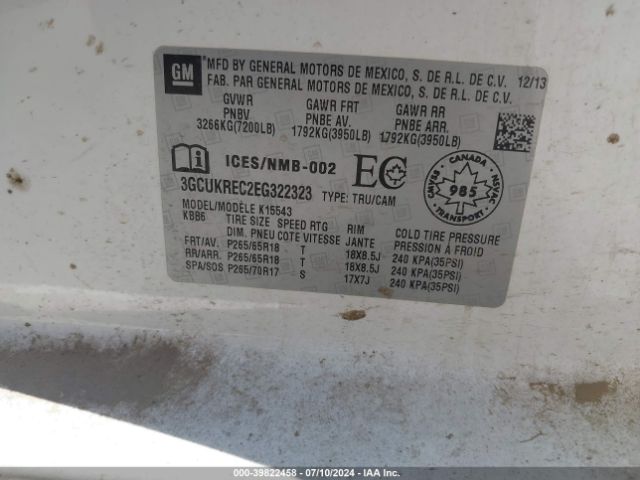 GM
*MFD BY GENERAL MOTORS DE MEXICO, S. DE R.L. DE C.V. 12/13
FAB. PAR GENERAL MOTORS DE MEXICO, S. DE R.L. DE C.V.
GVWR GAWR FRT GAWR RR
PNBV PNBE AV. PNBE ARR.
3266KG(7200LB) 1792KG(3950LB) 1792KG(3950LB)
ICES/NMB-002 EC
3GCUKREC2EG322323 TYPE: TRU/CAM
CANADA
CMVSS NSVAC
985
TRANSPORT
MODEL/MODÈLE K15543
KBB6 TIRE SIZE SPEED RTG RIM COLD TIRE PRESSURE
DIM. PNEU COTE VITESSE JANTE PRESSION À FROID
FRT/AV. P265/65R18 T 18X8.5J 240 KPA(35PSI)
RR/ARR. P265/65R18 T 18X8.5J 240 KPA(35PSI)
SPA/SOS P265/70R17 S 17X7J 240 KPA(35PSI)
000-39822458 - 07/10/2024 - IAA Inc.